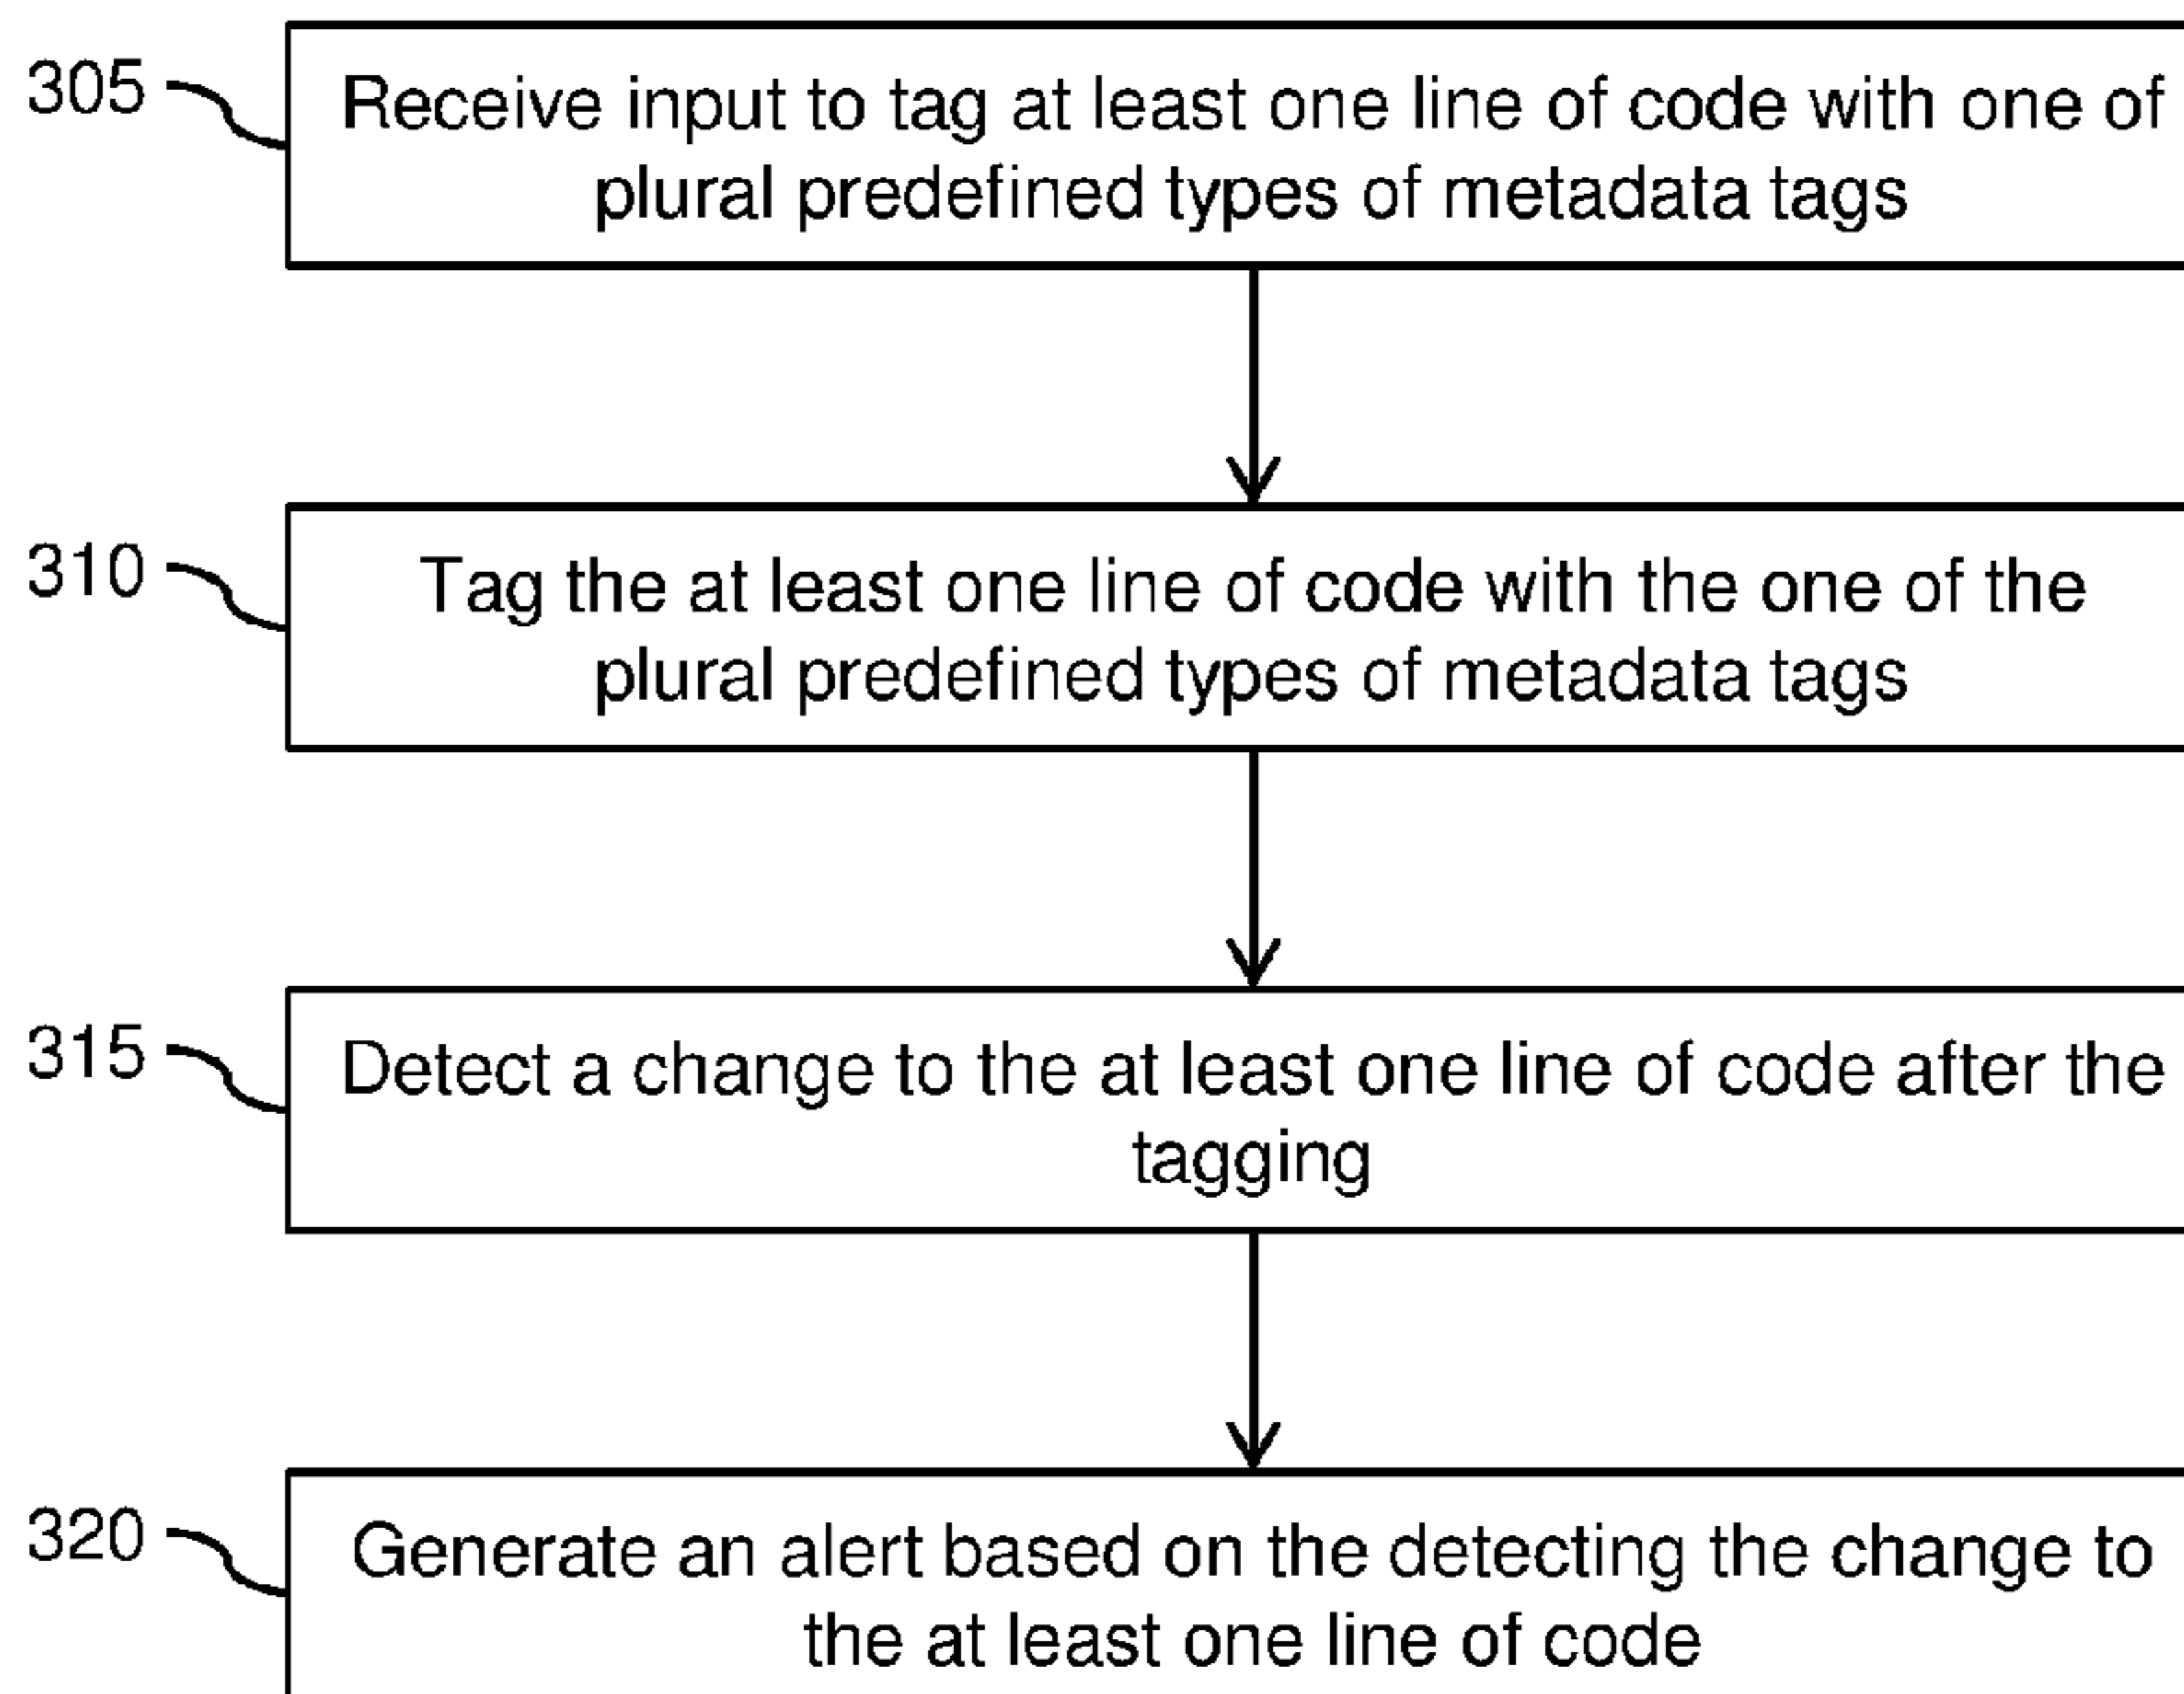 305
Receive input to tag at least one line of code with one of
plural predefined types of metadata tags
310
Tag the at least one line of code with the one of the
plural predefined types of metadata tags
315
Detect a change to the at least one line of code after the
tagging
320
Generate an alert based on the detecting the change to
the at least one line of code